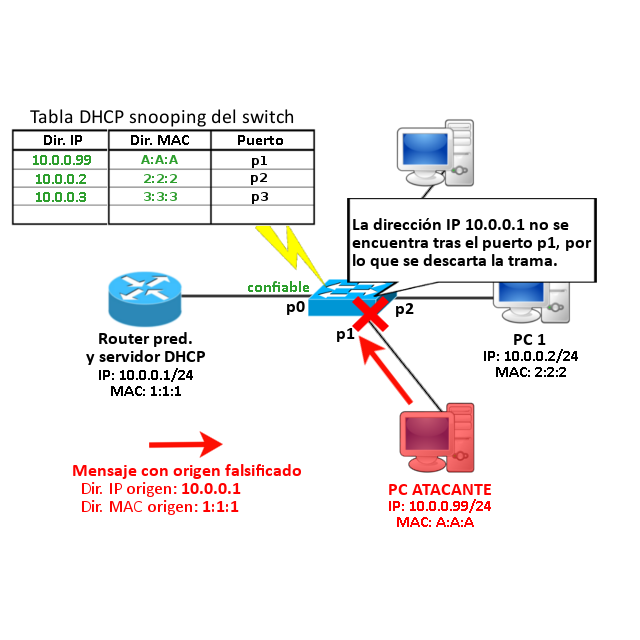 Tabla DHCP snooping del switch
Dir. IP Dir. MAC Puerto
10.0.0.99 A:A:A p1
10.0.0.2 2:2:2 p2
10.0.0.3 3:3:3 p3
La dirección IP 10.0.0.1 no se
encuentra tras el puerto p1, por
lo que se descarta la trama.
confiable
p0
p2
p1
Router pred.
y servidor DHCP
IP: 10.0.0.1/24
MAC: 1:1:1
PC 1
IP: 10.0.0.2/24
MAC: 2:2:2
Mensaje con origen falsificado
Dir. IP origen: 10.0.0.1
Dir. MAC origen: 1:1:1
PC ATACANTE
IP: 10.0.0.99/24
MAC: A:A:A